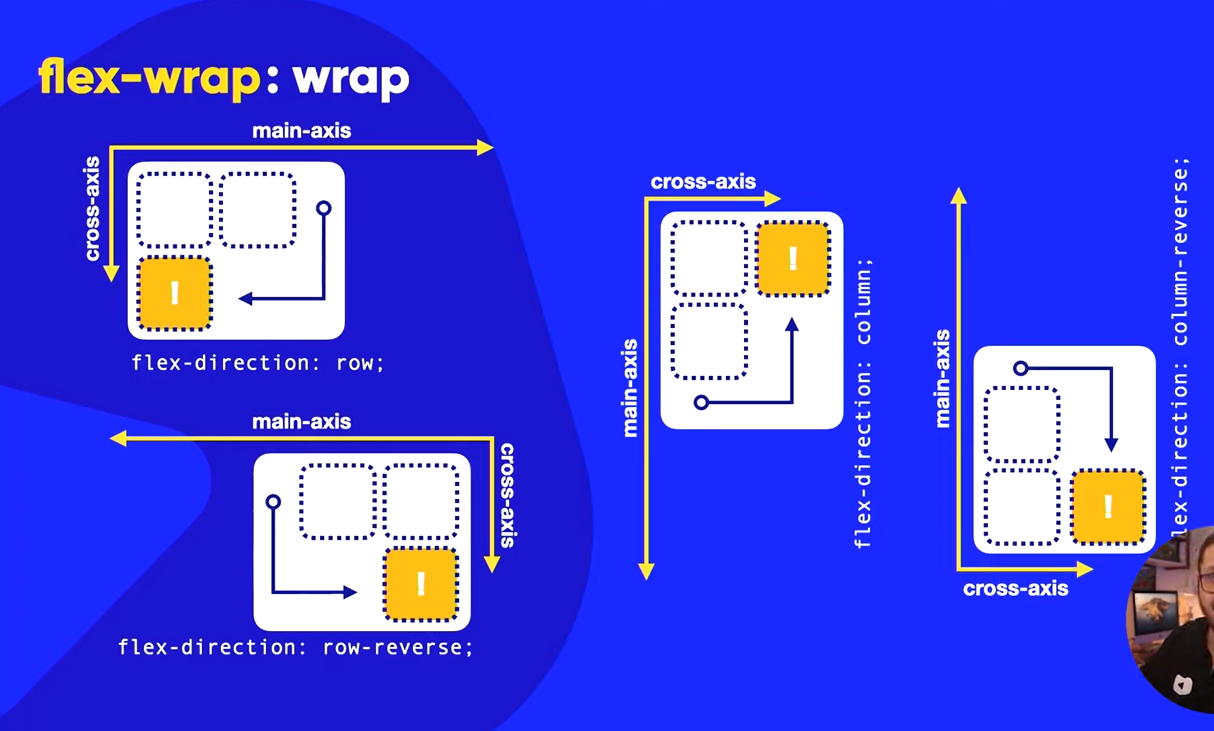 flex-wrap: wrap
main-axis
cross-axis
!
flex-direction: row;
main-axis
cross-axis
!
flex-direction: row-reverse;
cross-axis
main-axis
!
flex-direction: column;
main-axis
!
cross-axis
lex-direction: column-reverse;